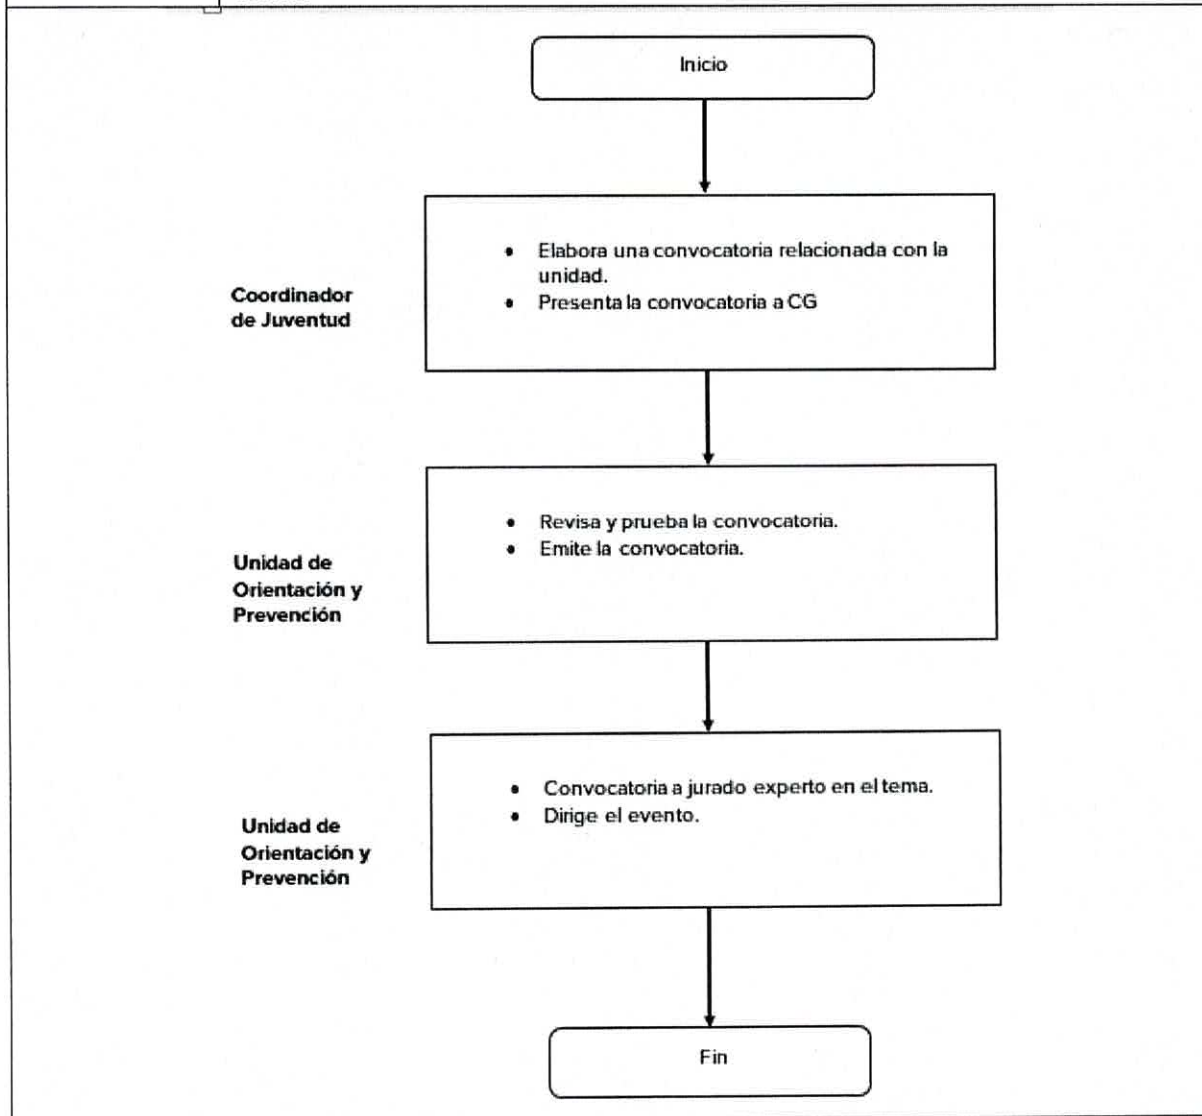 Inicio
Coordinador
de Juventud
• Elabora una convocatoria relacionada con la
unidad.
• Presenta la convocatoria a CG
Unidad de
Orientación y
Prevención
• Revisa y prueba la convocatoria.
• Emite la convocatoria.
Unidad de
Orientación y
Prevención
• Convocatoria a jurado experto en el tema.
• Dirige el evento.
Fin